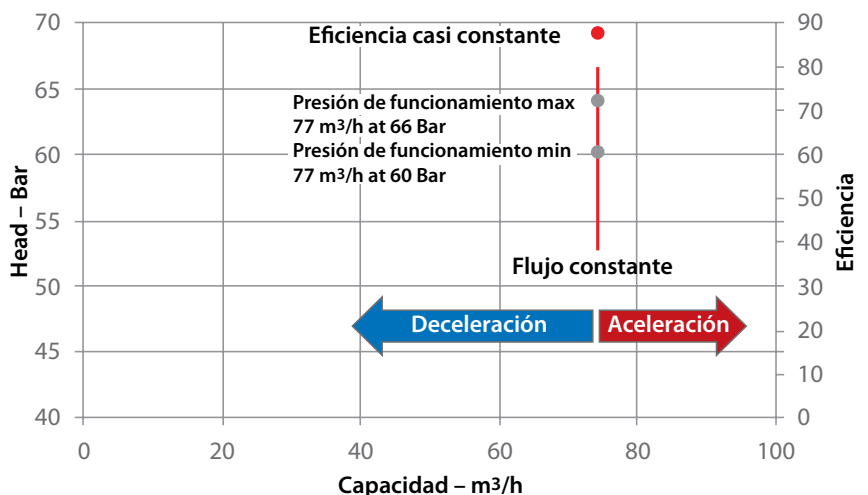 70
65
60
55
50
45
40
Head – Bar
Eficiencia casi constante
Presión de funcionamiento max
77 m³/h at 66 Bar
Presión de funcionamiento min
77 m³/h at 60 Bar
Flujo constante
Deceleración
Aceleración
90
80
70
60
50
40
30
20
10
0
Eficiencia
0
20
40
60
80
100
Capacidad – m³/h